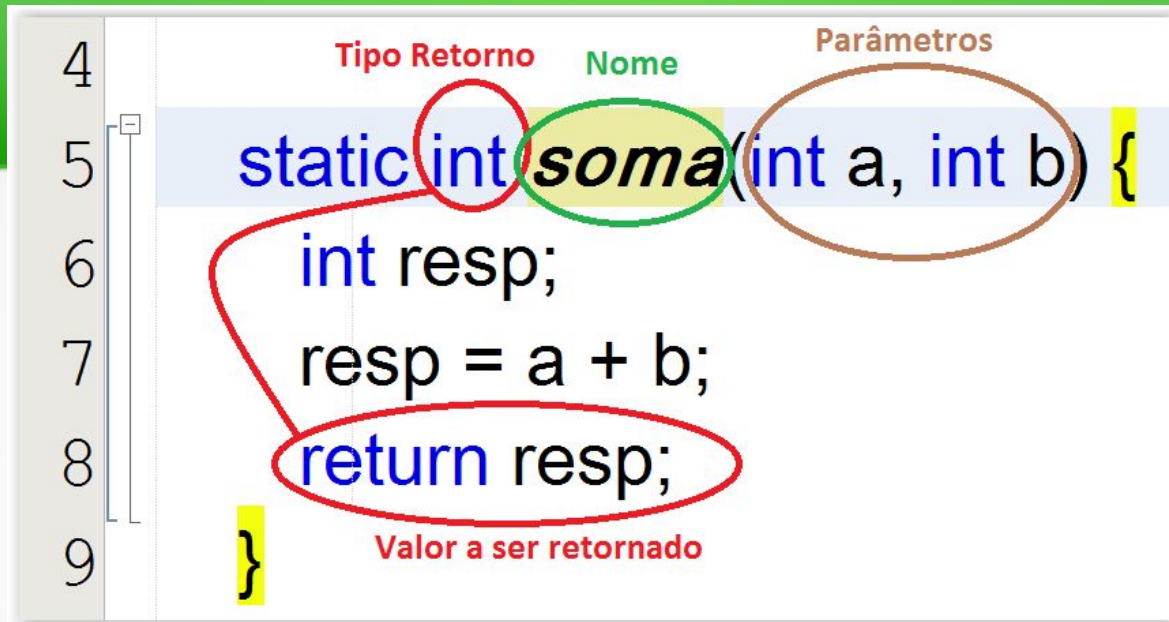 Tipo Retorno Nome Parâmetros
4
5 static int soma(int a, int b) {
6 int resp;
7 resp = a + b;
8 return resp;
Valor a ser retornado
9 }